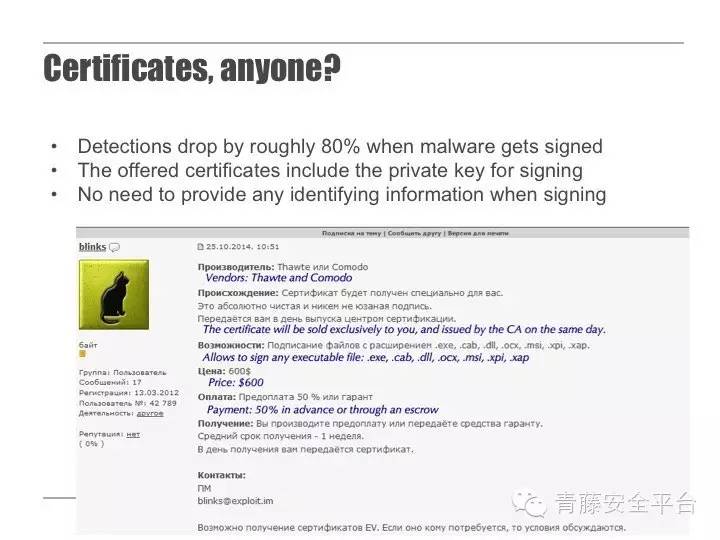 Certificates, anyone?
• Detections drop by roughly 80% when malware gets signed
• The offered certificates include the private key for signing
• No need to provide any identifying information when signing
Подписка на тему | Сообщить другу | Версия для печати
blinks
25.10.2014, 10:51
Производитель: Thawte или Comodo
Vendors: Thawte and Comodo
Происхождение: Сертификат будет получен специально для вас.
Это абсолютно чистая и никем не юзаная подпись.
Передаётся вам в день выпуска центром сертификации.
The certificate will be sold exclusively to you, and issued by the CA on the same day.
Возможности: Подписание файлов с расширением .exe, .cab, .dll, .ocx, .msi, .xpi, .xap.
Allows to sign any executable file: .exe, .cab, .dll, .ocx, .msi, .xpi, .xap
Цена: 600$
Price: $600
Оплата: Предоплата 50 % или гарант
Payment: 50% in advance or through an escrow
Получение: Вы производите предоплату или передаёте средства гаранту.
Средний срок получения - 1 неделя.
В день получения вам передаётся сертификат.
Контакты:
ПМ
blinks@exploit.im
Возможно получение сертификатов EV. Если оно кому потребуется, то условия обсуждаются.
байт
Группа: Пользователь
Сообщений: 17
Регистрация: 13.03.2012
Пользователь №: 42 789
Деятельность: другое
Репутация: нет
( 0% )
青藤安全平台